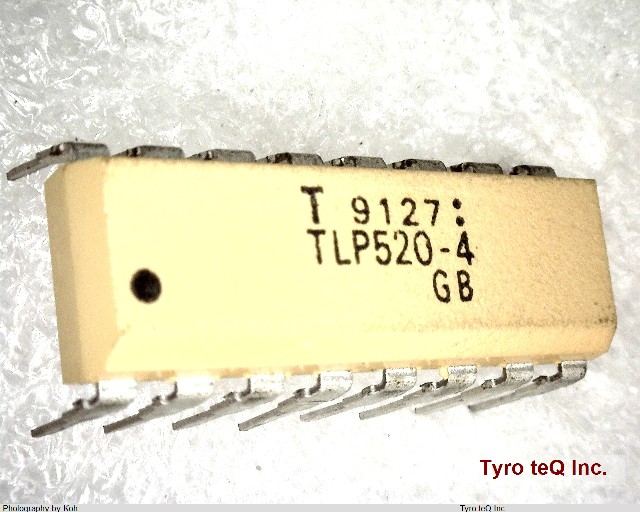 T 9127:
TLP520-4
GB
Tyro teQ Inc.
Photography by Koh
Tyro teQ Inc